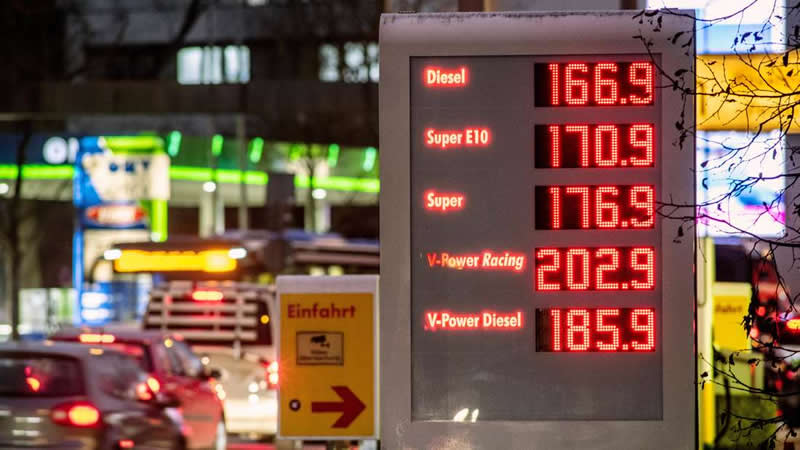 Diesel 166.9
Super E10 170.9
Super 176.9
V-Power Racing 202.9
V-Power Diesel 185.9
Einfahrt